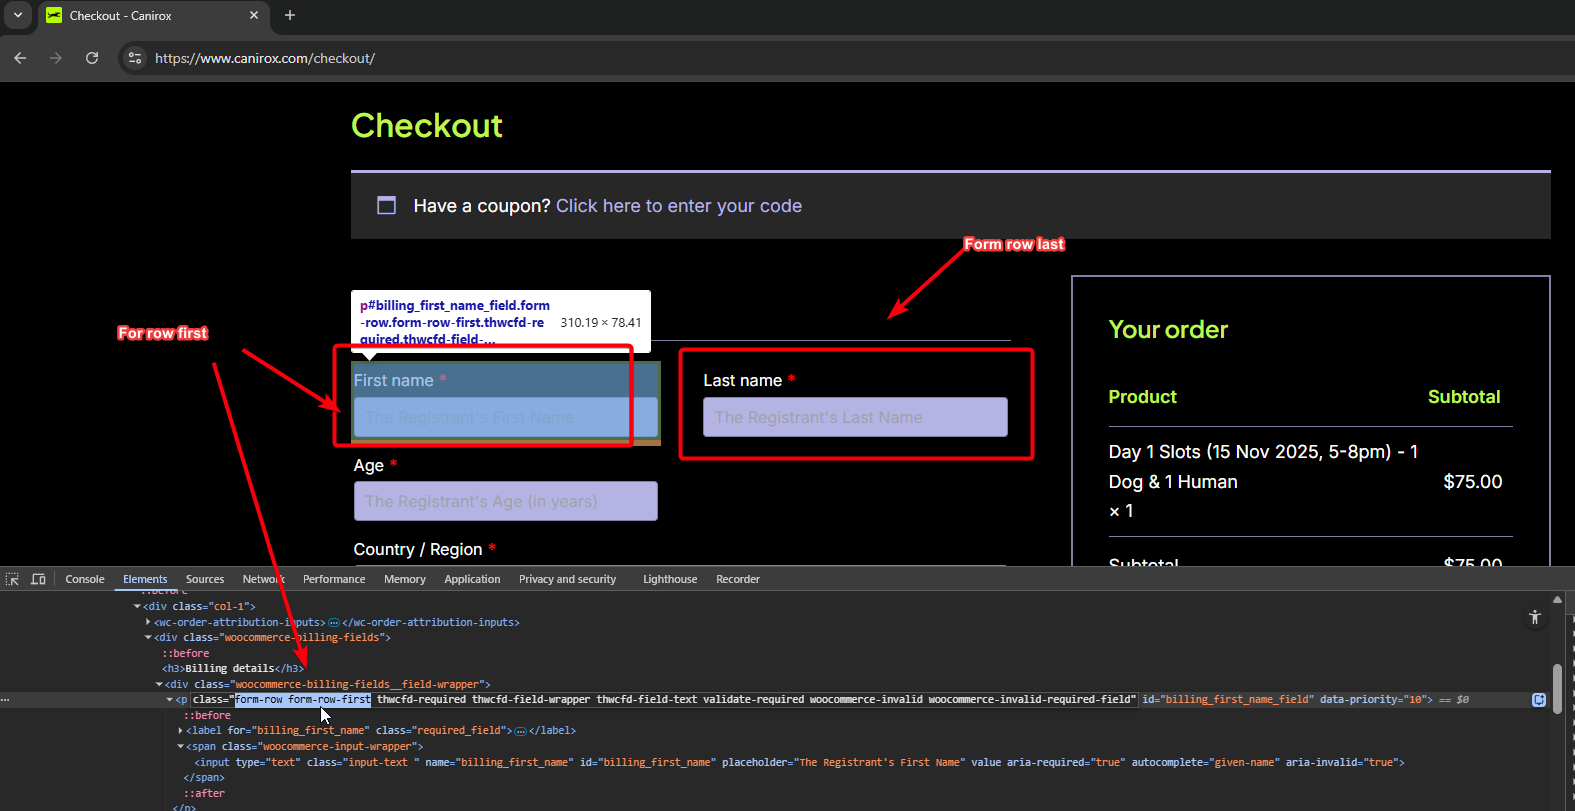 Checkout - Canirox
https://www.canirox.com/checkout/
Checkout
Have a coupon? Click here to enter your code
Form row last
p#billing_first_name_field.form
-row.form-row-first.thwcfd-re
quired.thwcfd-field-...
310.19 × 78.41
For row first
First name *
The Registrant's First Name
Last name *
The Registrant's Last Name
Age *
The Registrant's Age (in years)
Country / Region *
Your order
Product Subtotal
Day 1 Slots (15 Nov 2025, 5-8pm) - 1
Dog & 1 Human
× 1
$75.00
Subtotal $75.00
Console Elements Sources Network Performance Memory Application Privacy and security Lighthouse Recorder
::before
<div class="col-1">
<wc-order-attribution-inputs>…</wc-order-attribution-inputs>
<div class="woocommerce-billing-fields">
::before
<h3>Billing details</h3>
<div class="woocommerce-billing-fields__field-wrapper">
<p class="form-row form-row-first thwcfd-required thwcfd-field-wrapper thwcfd-field-text validate-required woocommerce-invalid woocommerce-invalid-required-field" id="billing_first_name_field" data-priority="10"> == $0
::before
<label for="billing_first_name" class="required_field">…</label>
<span class="woocommerce-input-wrapper">
<input type="text" class="input-text " name="billing_first_name" id="billing_first_name" placeholder="The Registrant's First Name" value aria-required="true" autocomplete="given-name" aria-invalid="true">
</span>
::after
</p>